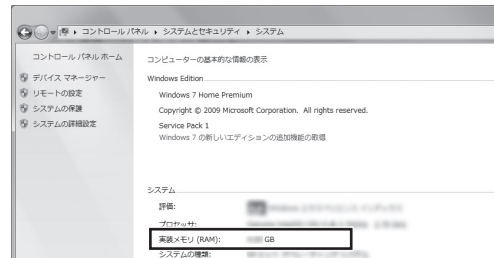 コントロール パネル ▸ システムとセキュリティ ▸ システム
コントロール パネル ホーム
デバイス マネージャー
リモートの設定
システムの保護
システムの詳細設定
コンピューターの基本的な情報の表示
Windows Edition
Windows 7 Home Premium
Copyright © 2009 Microsoft Corporation. All rights reserved.
Service Pack 1
Windows 7 の新しいエディションの追加機能の取得
システム
評価:
プロセッサ:
実装メモリ (RAM): GB
システムの種類: